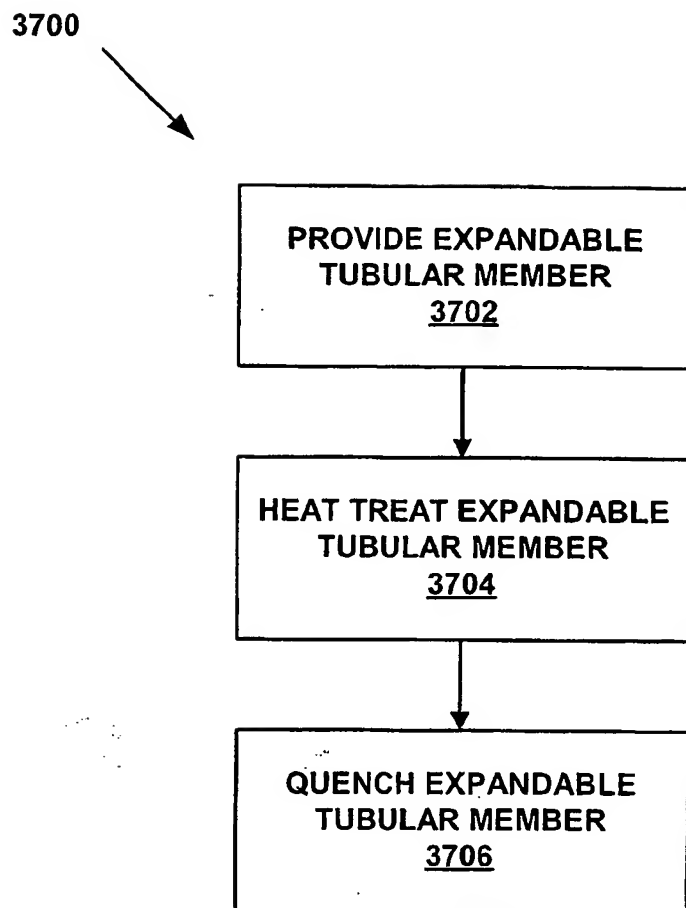 3700
PROVIDE EXPANDABLE
TUBULAR MEMBER
3702
HEAT TREAT EXPANDABLE
TUBULAR MEMBER
3704
QUENCH EXPANDABLE
TUBULAR MEMBER
3706